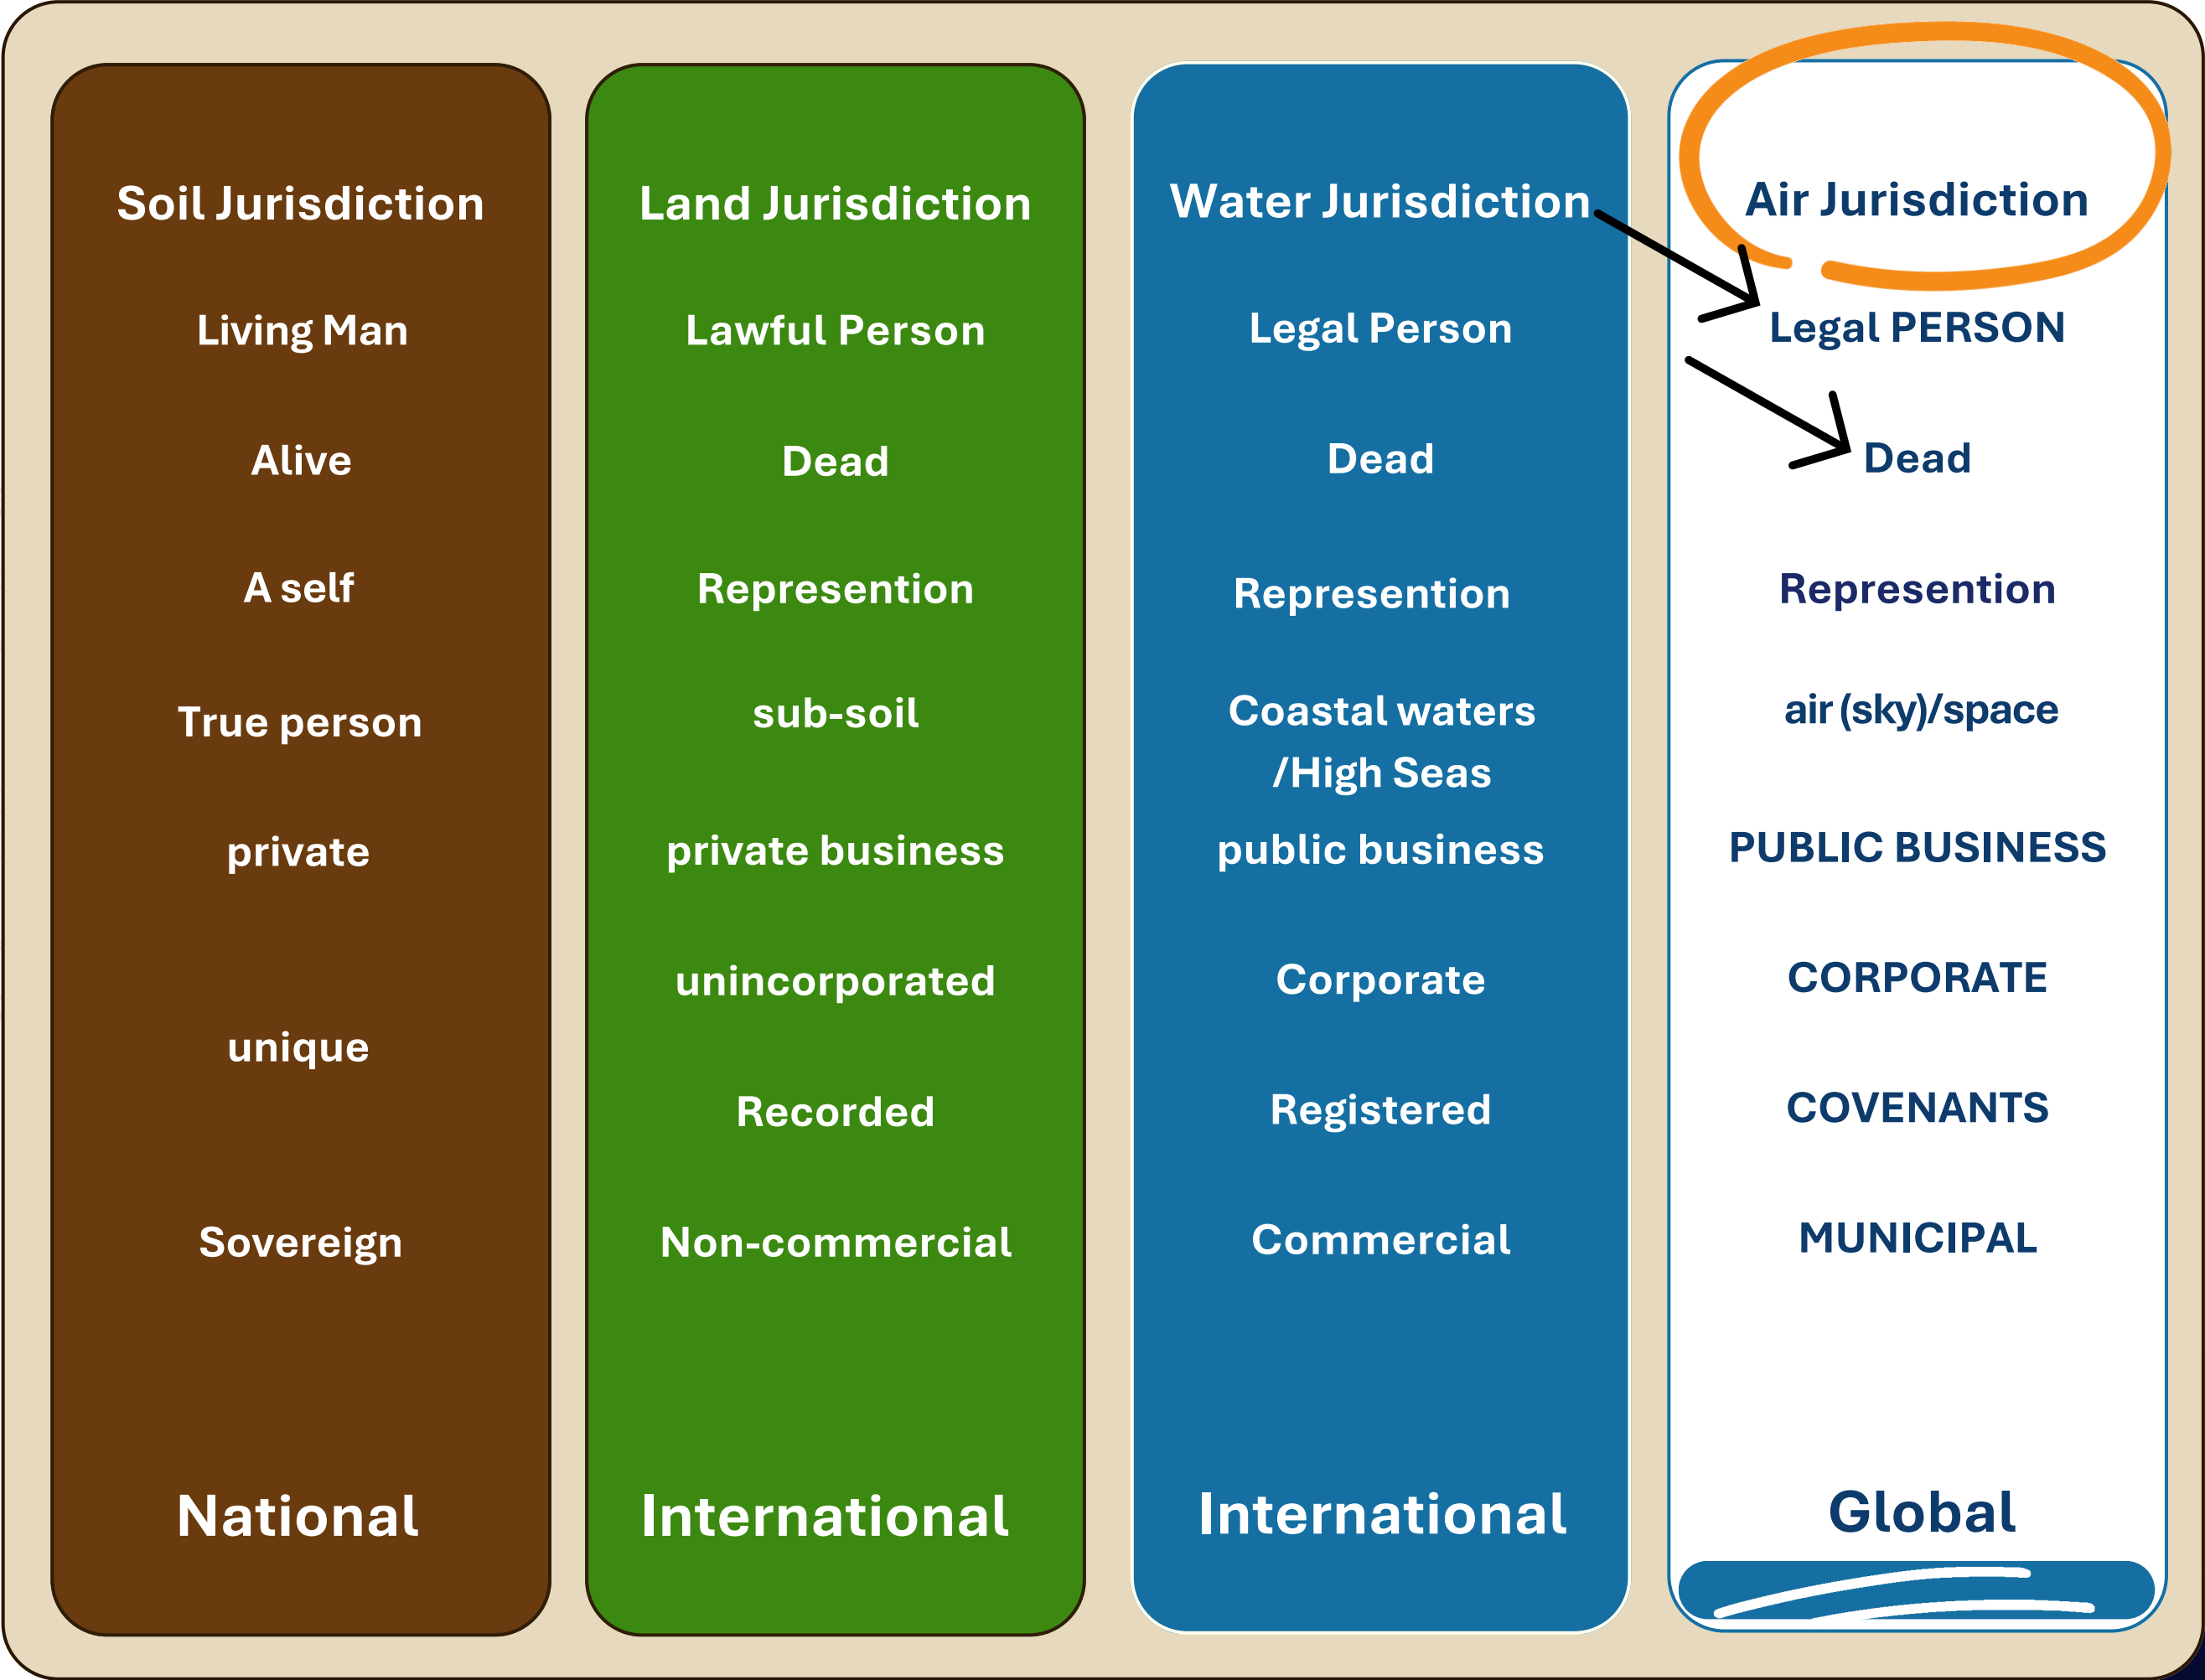 Soil Jurisdiction
Living Man
Alive
A self
True person
private
unique
Sovereign
National
Land Jurisdiction
Lawful Person
Dead
Represention
sub-soil
private business
unincorporated
Recorded
Non-commercial
International
Water Jurisdiction
Legal Person
Dead
Represention
Coastal waters
/High Seas
public business
Corporate
Registered
Commercial
International
Air Jurisdiction
Legal PERSON
Dead
Represention
air (sky)/space
PUBLIC BUSINESS
CORPORATE
COVENANTS
MUNICIPAL
Global